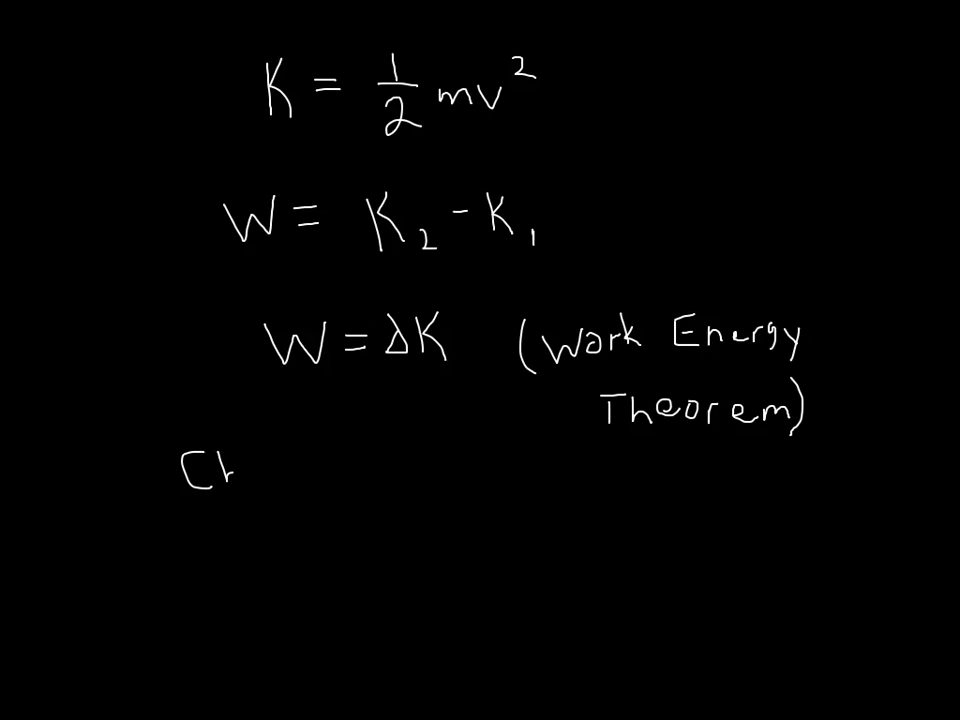 K = 1/2 mv²
W = K₂ - K₁
W = ΔK (Work Energy
Theorem)